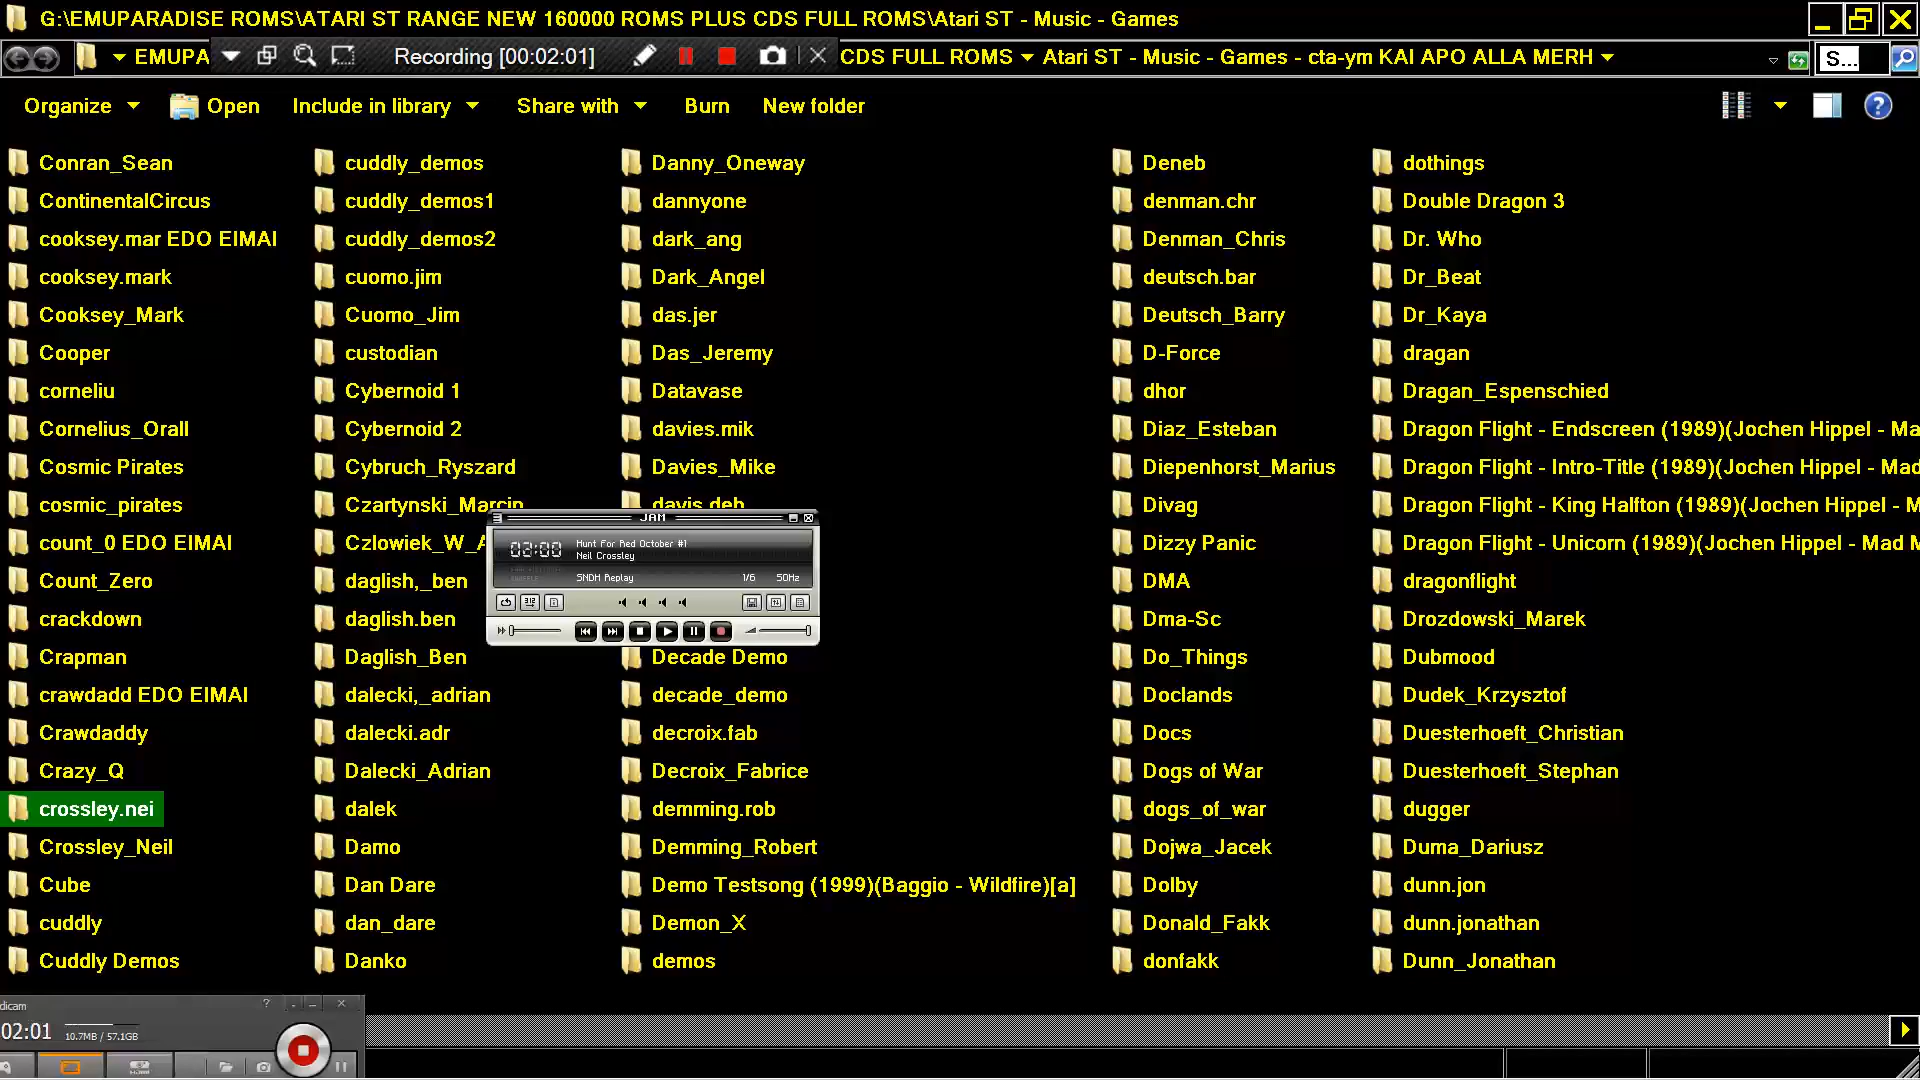 G:\EMUPARADISE ROMS\ATARI ST RANGE NEW 160000 ROMS PLUS CDS FULL ROMS\Atari ST - Music - Games
EMUPA
Recording [00:02:01]
CDS FULL ROMS
Atari ST - Music - Games - cta-ym KAI APO ALLA MERH
S...
Organize
Open
Include in library
Share with
Burn
New folder
Conran_Sean
ContinentalCircus
cooksey.mar EDO EIMAI
cooksey.mark
Cooksey_Mark
Cooper
corneliu
Cornelius_Orall
Cosmic Pirates
cosmic_pirates
count_0 EDO EIMAI
Count_Zero
crackdown
Crapman
crawdadd EDO EIMAI
Crawdaddy
Crazy_Q
crossley.nei
Crossley_Neil
Cube
cuddly
Cuddly Demos
cuddly_demos
cuddly_demos1
cuddly_demos2
cuomo.jim
Cuomo_Jim
custodian
Cybernoid 1
Cybernoid 2
Cybruch_Ryszard
Czartynski_Marcin
Czlowiek_W_A
daglish,_ben
daglish.ben
Daglish_Ben
dalecki,_adrian
dalecki.adr
Dalecki_Adrian
dalek
Damo
Dan Dare
dan_dare
Danko
Danny_Oneway
dannyone
dark_ang
Dark_Angel
das.jer
Das_Jeremy
Datavase
davies.mik
Davies_Mike
davis.deb
Decade Demo
decade_demo
decroix.fab
Decroix_Fabrice
demming.rob
Demming_Robert
Demo Testsong (1999)(Baggio - Wildfire)[a]
Demon_X
demos
Deneb
denman.chr
Denman_Chris
deutsch.bar
Deutsch_Barry
D-Force
dhor
Diaz_Esteban
Diepenhorst_Marius
Divag
Dizzy Panic
DMA
Dma-Sc
Do_Things
Doclands
Docs
Dogs of War
dogs_of_war
Dojwa_Jacek
Dolby
Donald_Fakk
donfakk
dothings
Double Dragon 3
Dr. Who
Dr_Beat
Dr_Kaya
dragan
Dragan_Espenschied
Dragon Flight - Endscreen (1989)(Jochen Hippel - Ma
Dragon Flight - Intro-Title (1989)(Jochen Hippel - Mad
Dragon Flight - King Halfton (1989)(Jochen Hippel - M
Dragon Flight - Unicorn (1989)(Jochen Hippel - Mad M
dragonflight
Drozdowski_Marek
Dubmood
Dudek_Krzysztof
Duesterhoeft_Christian
Duesterhoeft_Stephan
dugger
Duma_Dariusz
dunn.jon
dunn.jonathan
Dunn_Jonathan
JAM
02:00
Hunt For Red October #1
Neil Crossley
SNDH Replay
1/6
50Hz
dicam
02:01
10.7MB / 57.1GB